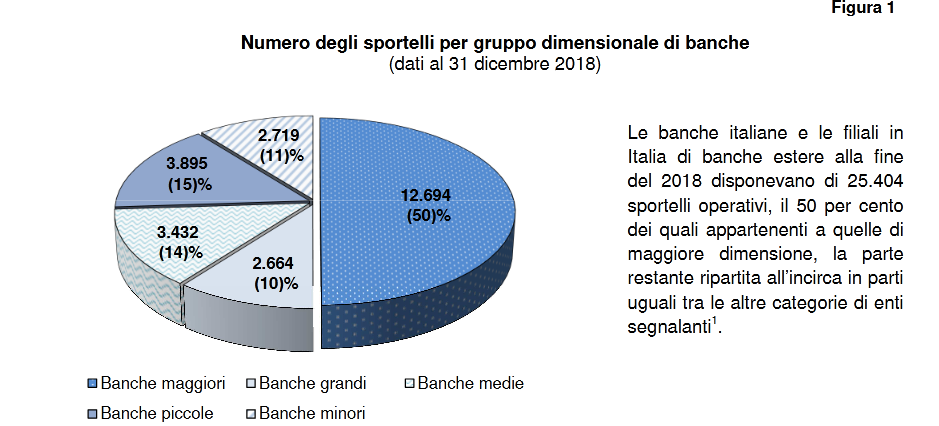 Figura 1
Numero degli sportelli per gruppo dimensionale di banche
(dati al 31 dicembre 2018)
2.719
(11)%
3.895
(15)%
12.694
(50)%
3.432
(14)%
2.664
(10)%
Banche maggiori
Banche grandi
Banche medie
Banche piccole
Banche minori
Le banche italiane e le filiali in
Italia di banche estere alla fine
del 2018 disponevano di 25.404
sportelli operativi, il 50 per cento
dei quali appartenenti a quelle di
maggiore dimensione, la parte
restante ripartita all’incirca in parti
uguali tra le altre categorie di enti
segnalanti¹.